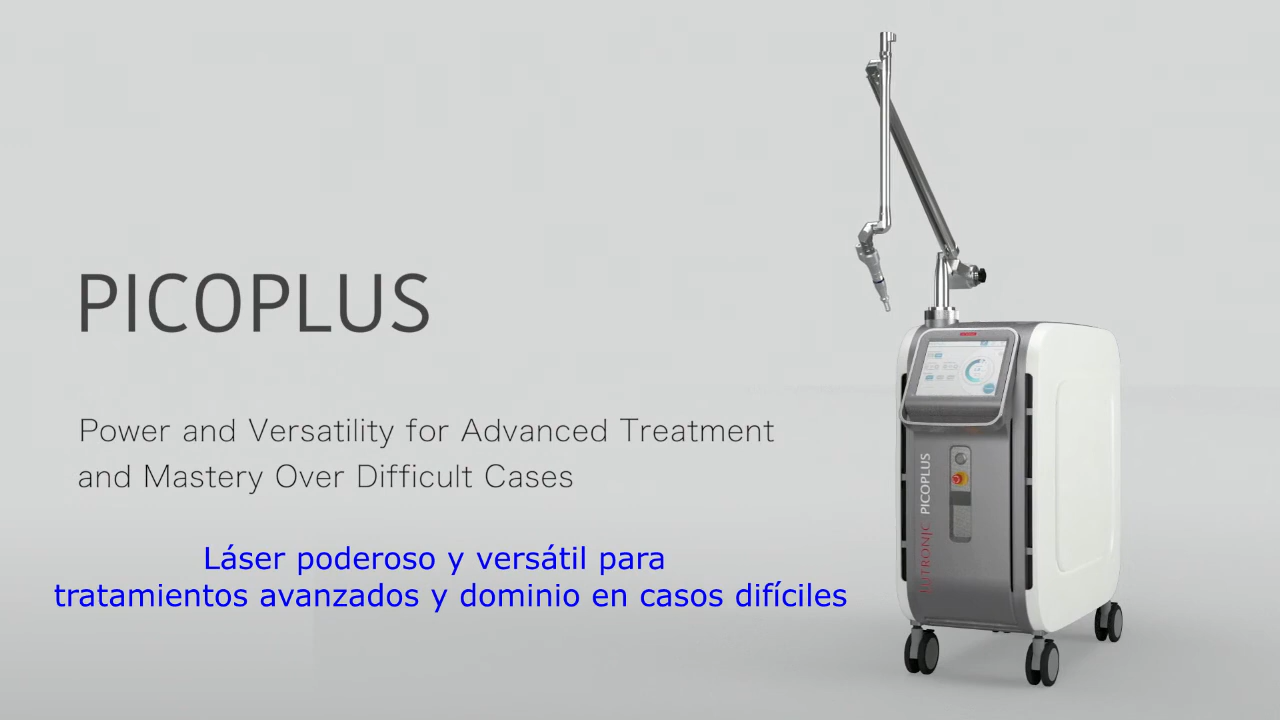 PICOPLUS
Power and Versatility for Advanced Treatment
and Mastery Over Difficult Cases
Láser poderoso y versátil para
tratamientos avanzados y dominio en casos difíciles
LUTRONIC PICOPLUS